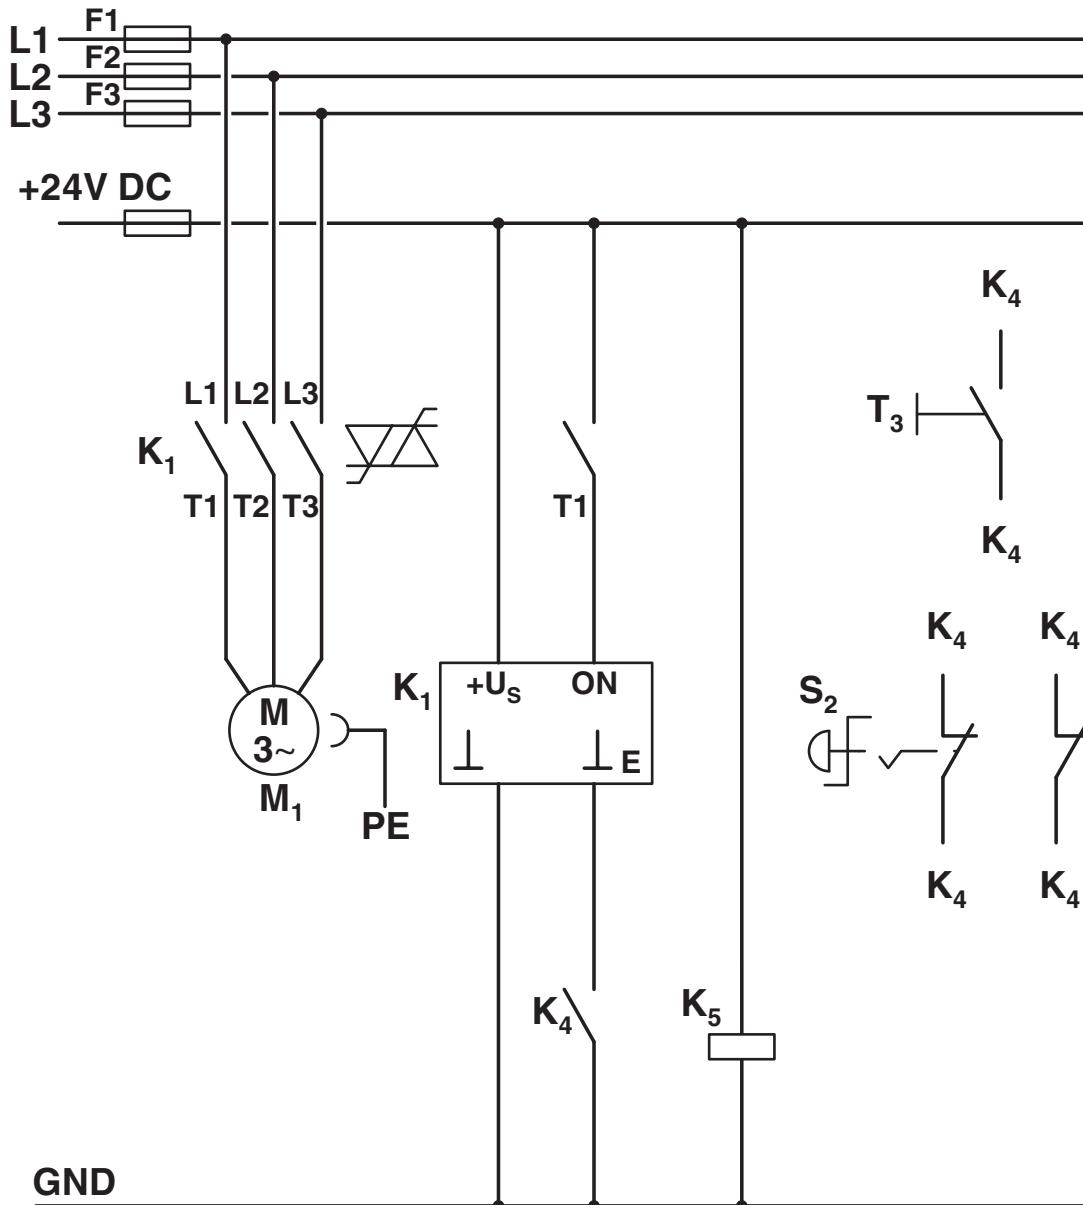 F1
L1
F2
L2
F3
L3
+24V DC
K4
L1 L2 L3
T3
K1
T1 T2 T3
T1
K4
K4 K4
K1
+US ON
S2
M
3~
E
M1
PE
K4 K4
K4
K5
GND